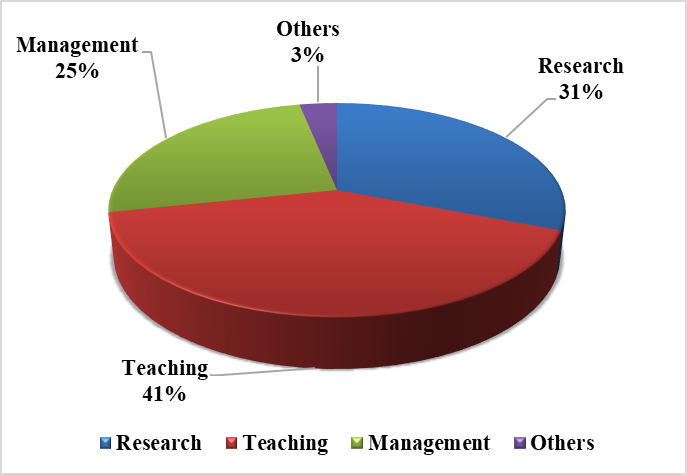 Others
3%
Management
25%
Research
31%
Teaching
41%
Research Teaching Management Others